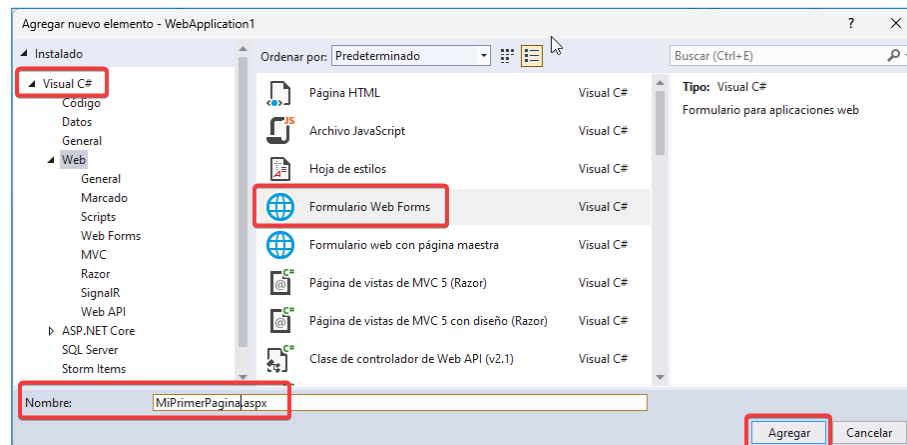 Agregar nuevo elemento - WebApplication1
Instalado
Visual C#
Código
Datos
General
Web
General
Marcado
Scripts
Web Forms
MVC
Razor
SignalR
Web API
ASP.NET Core
SQL Server
Storm Items
Ordenar por: Predeterminado
Página HTML Visual C#
Archivo JavaScript Visual C#
Hoja de estilos Visual C#
Formulario Web Forms Visual C#
Formulario web con página maestra Visual C#
Página de vistas de MVC 5 (Razor) Visual C#
Página de vistas de MVC 5 con diseño (Razor) Visual C#
Clase de controlador de Web API (v2.1) Visual C#
Buscar (Ctrl+E)
Tipo: Visual C#
Formulario para aplicaciones web
Nombre: MiPrimerPagina.aspx
Agregar Cancelar